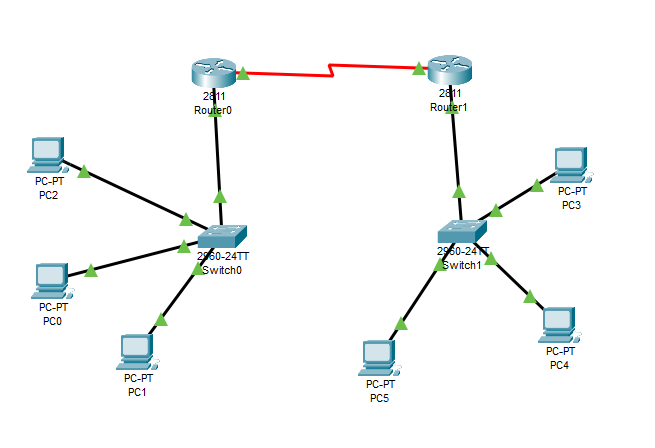 2811
Router0
2811
Router1
PC-PT
PC2
PC-PT
PC3
2960-24TT
Switch0
2960-24TT
Switch1
PC-PT
PC0
PC-PT
PC1
PC-PT
PC4
PC-PT
PC5